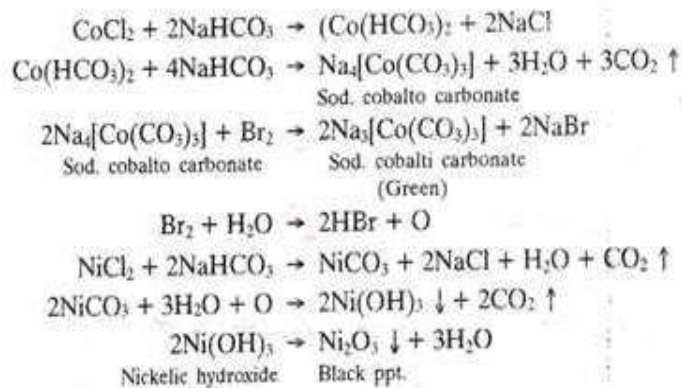 CoCl₂ + 2NaHCO₃ → (Co(HCO₃)₂ + 2NaCl
Co(HCO₃)₂ + 4NaHCO₃ → Na₄[Co(CO₃)₃] + 3H₂O + 3CO₂ ↑
Sod. cobalto carbonate
2Na₄[Co(CO₃)₃] + Br₂ → 2Na₃[Co(CO₃)₃] + 2NaBr
Sod. cobalto carbonate Sod. cobalti carbonate
(Green)
Br₂ + H₂O → 2HBr + O
NiCl₂ + 2NaHCO₃ → NiCO₃ + 2NaCl + H₂O + CO₂ ↑
2NiCO₃ + 3H₂O + O → 2Ni(OH)₃ ↓ + 2CO₂ ↑
2Ni(OH)₃ → Ni₂O₃ ↓ + 3H₂O
Nickelic hydroxide Black ppt.